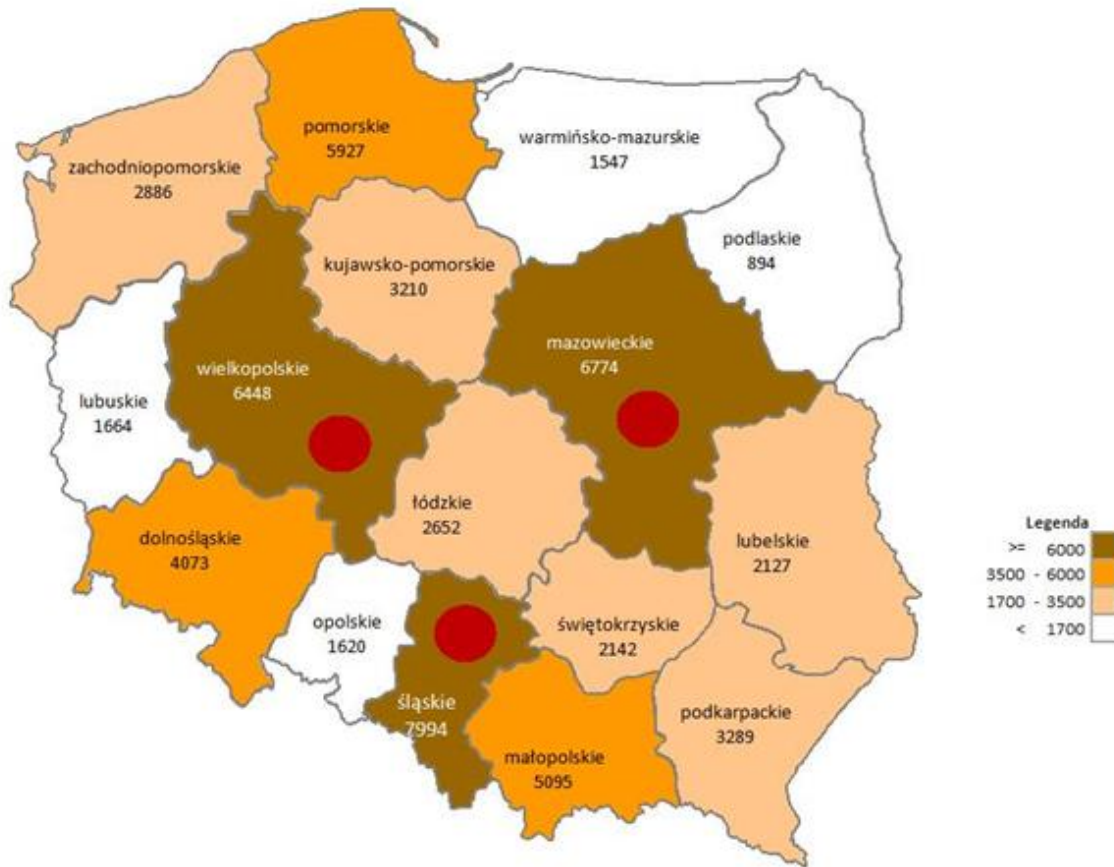 pomorskie
5927
warmińsko-mazurskie
1547
zachodniopomorskie
2886
podlaskie
894
kujawsko-pomorskie
3210
mazowieckie
6774
wielkopolskie
6448
lubuskie
1664
łódzkie
2652
dolnośląskie
4073
lubelskie
2127
opolskie
1620
świętokrzyskie
2142
śląskie
7994
podkarpackie
3289
małopolskie
5095
Legenda
>= 6000
3500 - 6000
1700 - 3500
< 1700